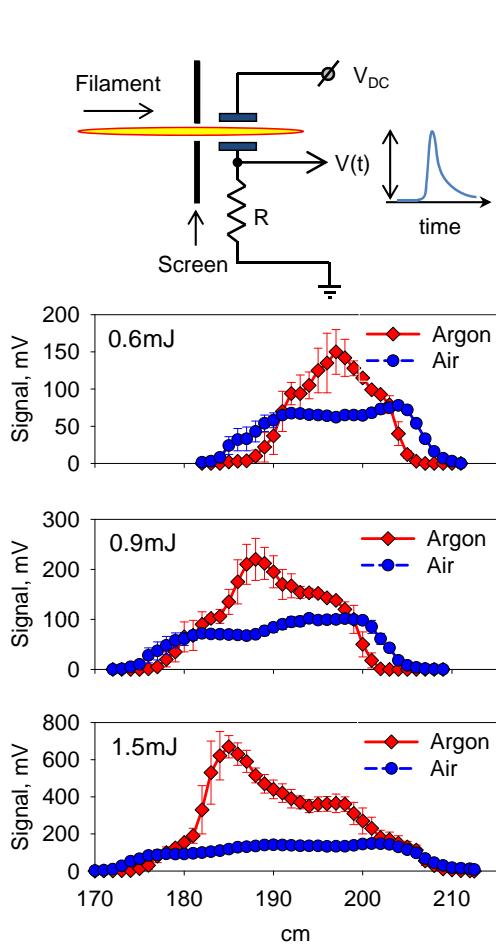 Filament
V_DC
V(t)
R
time
Screen
Signal, mV
200
150
100
50
0
0.6mJ
Argon
Air
Signal, mV
300
200
100
0
0.9mJ
Argon
Air
Signal, mV
800
600
400
200
0
1.5mJ
Argon
Air
170 180 190 200 210
cm